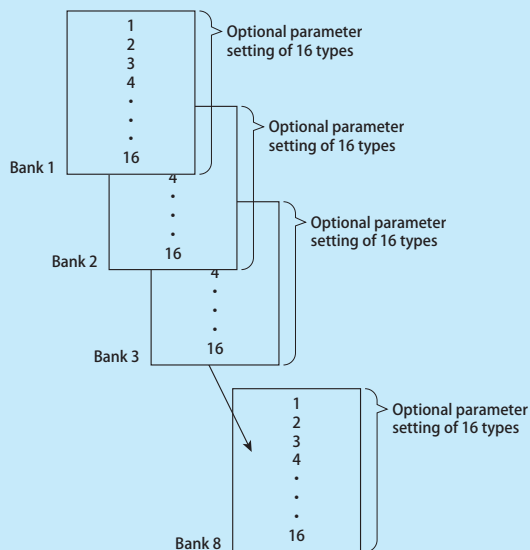 1
2
3
4
·
·
·
16
Bank 1
Optional parameter
setting of 16 types
4
·
·
·
16
Bank 2
Optional parameter
setting of 16 types
4
·
·
·
16
Bank 3
Optional parameter
setting of 16 types
1
2
3
4
·
·
·
16
Bank 8
Optional parameter
setting of 16 types